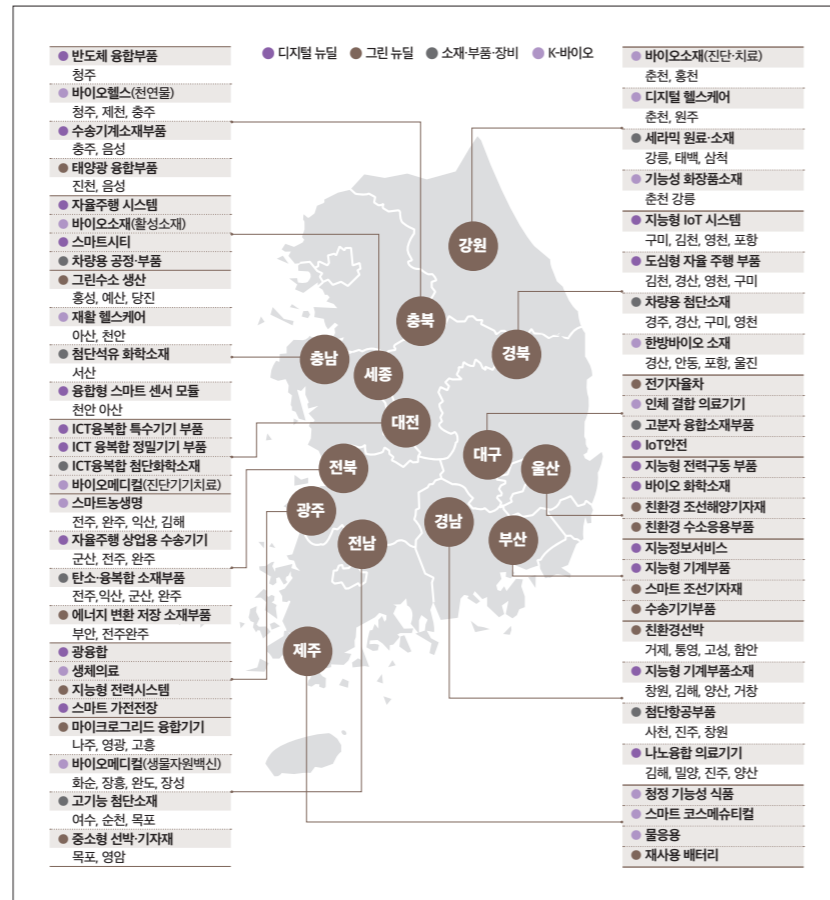 디지털 뉴딜 그린 뉴딜 소재·부품·장비 K-바이오
반도체 융합부품
청주
바이오헬스(천연물)
청주, 제천, 충주
수송기계소재부품
충주, 음성
태양광 융합부품
진천, 음성
자율주행 시스템
바이오소재(활성소재)
스마트시티
차량용 공정·부품
그린수소 생산
홍성, 예산, 당진
재활 헬스케어
아산, 천안
첨단석유 화학소재
서산
융합형 스마트 센서 모듈
천안 아산
ICT융복합 특수기기 부품
ICT 융복합 정밀기기 부품
ICT융복합 첨단화학소재
바이오메디컬(진단기기치료)
스마트농생명
전주, 완주, 익산, 김해
자율주행 상업용 수송기기
군산, 전주, 완주
탄소·융복합 소재부품
전주,익산, 군산, 완주
에너지 변환 저장 소재부품
부안, 전주완주
광융합
생체의료
지능형 전력시스템
스마트 가전전장
마이크로그리드 융합기기
나주, 영광, 고흥
바이오메디컬(생물자원백신)
화순, 장흥, 완도, 장성
고기능 첨단소재
여수, 순천, 목포
중소형 선박·기자재
목포, 영암
강원
충북
경북
충남
세종
대전
대구
전북
울산
광주
경남
전남
부산
제주
바이오소재(진단·치료)
춘천, 홍천
디지털 헬스케어
춘천, 원주
세라믹 원료·소재
강릉, 태백, 삼척
기능성 화장품소재
춘천 강릉
지능형 IoT 시스템
구미, 김천, 영천, 포항
도심형 자율 주행 부품
김천, 경산, 영천, 구미
차량용 첨단소재
경주, 경산, 구미, 영천
한방바이오 소재
경산, 안동, 포항, 울진
전기자율차
인체 결합 의료기기
고분자 융합소재부품
IoT안전
지능형 전력구동 부품
바이오 화학소재
친환경 조선해양기자재
친환경 수소응용부품
지능정보서비스
지능형 기계부품
스마트 조선기자재
수송기기부품
친환경선박
거제, 통영, 고성, 함안
지능형 기계부품소재
창원, 김해, 양산, 거창
첨단항공부품
사천, 진주, 창원
나노융합 의료기기
김해, 밀양, 진주, 양산
청정 기능성 식품
스마트 코스메슈티컬
물응용
재사용 배터리